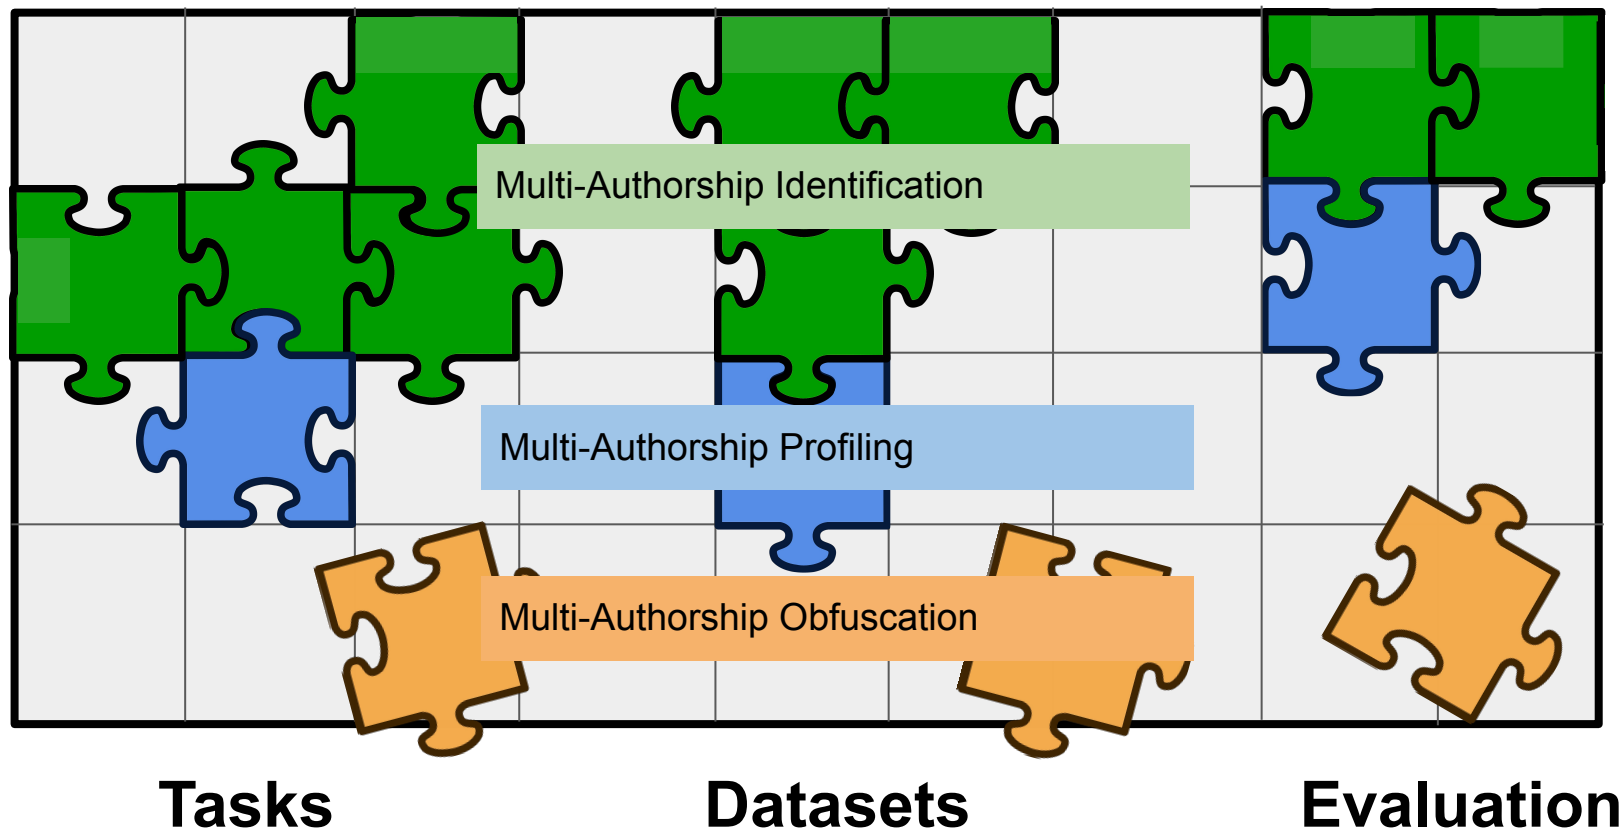 Multi-Authorship Identification
Multi-Authorship Profiling
Multi-Authorship Obfuscation
Tasks
Datasets
Evaluation